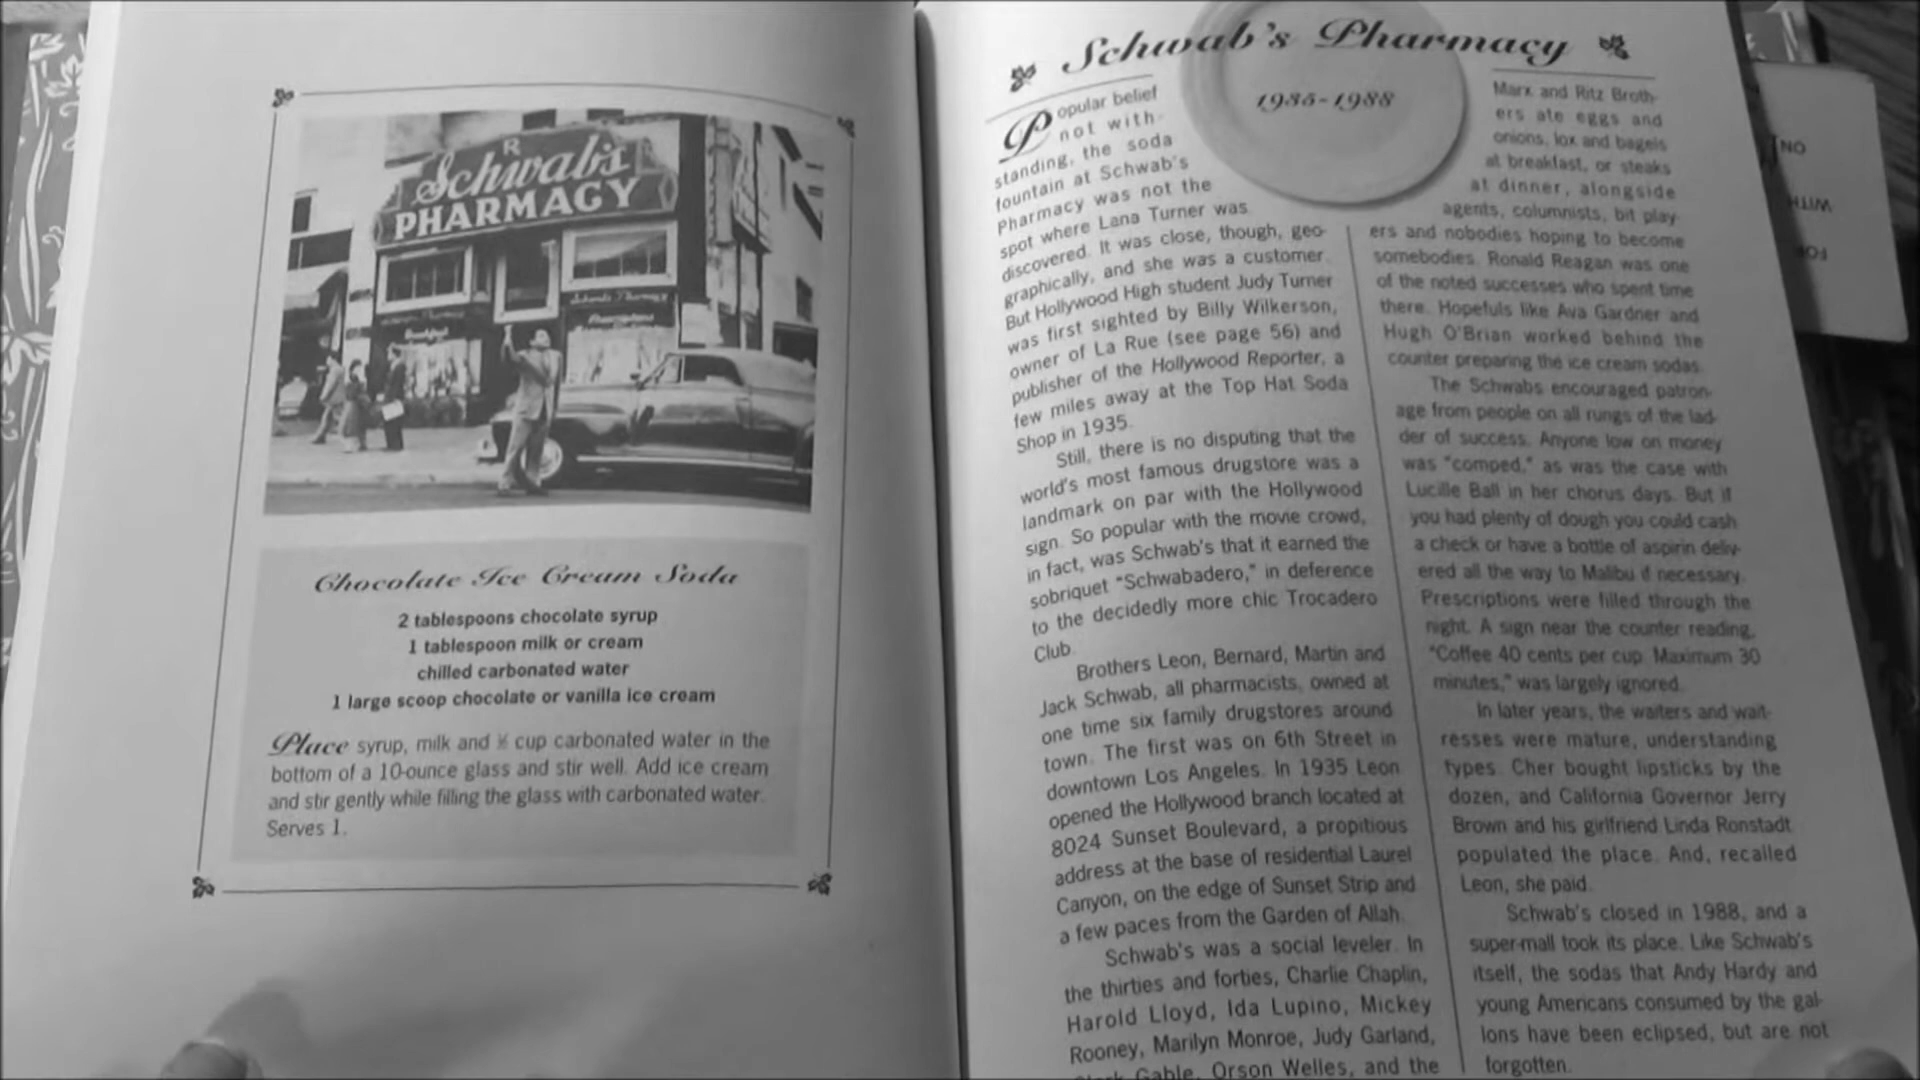 R
Schwab's
PHARMACY
Schwab's Pharmacy
Chocolate Ice Cream Soda
2 tablespoons chocolate syrup
1 tablespoon milk or cream
chilled carbonated water
1 large scoop chocolate or vanilla ice cream
Place syrup, milk and cup carbonated water in the
bottom of a 10-ounce glass and stir well. Add ice cream
and stir gently while filling the glass with carbonated water.
Serves 1.
Schwab's Pharmacy
1935-1988
Popular belief
not with-
standing, the soda
fountain at Schwab's
Pharmacy was not the
spot where Lana Turner was
discovered. It was close, though, geo-
graphically, and she was a customer.
But Hollywood High student Judy Turner
was first sighted by Billy Wilkerson,
owner of La Rue (see page 56) and
publisher of the Hollywood Reporter, a
few miles away at the Top Hat Soda
Shop in 1935.
Still, there is no disputing that the
world's most famous drugstore was a
landmark on par with the Hollywood
sign. So popular with the movie crowd,
in fact, was Schwab's that it earned the
sobriquet "Schwabadero," in deference
to the decidedly more chic Trocadero
Club.
Brothers Leon, Bernard, Martin and
Jack Schwab, all pharmacists, owned at
one time six family drugstores around
town. The first was on 6th Street in
downtown Los Angeles. In 1935 Leon
opened the Hollywood branch located at
8024 Sunset Boulevard, a propitious
address at the base of residential Laurel
Canyon, on the edge of Sunset Strip and
a few paces from the Garden of Allah.
Schwab's was a social leveler. In
the thirties and forties, Charlie Chaplin,
Harold Lloyd, Ida Lupino, Mickey
Rooney, Marilyn Monroe, Judy Garland,
Gable, Orson Welles, and the
Marx and Ritz Broth-
ers ate eggs and
onions, lox and bagels
at breakfast, or steaks
at dinner, alongside
agents, columnists, bit play-
ers and nobodies hoping to become
somebodies. Ronald Reagan was one
of the noted successes who spent time
there. Hopefuls like Ava Gardner and
Hugh O'Brian worked behind the
counter preparing the ice cream sodas.
The Schwabs encouraged patron-
age from people on all rungs of the lad-
der of success. Anyone low on money
was "comped," as was the case with
Lucille Ball in her chorus days. But if
you had plenty of dough you could cash
a check or have a bottle of aspirin deliv-
ered all the way to Malibu if necessary.
Prescriptions were filled through the
night. A sign near the counter reading,
"Coffee 40 cents per cup. Maximum 30
minutes," was largely ignored.
In later years, the waiters and wait-
resses were mature, understanding
types. Cher bought lipsticks by the
dozen, and California Governor Jerry
Brown and his girlfriend Linda Ronstadt
populated the place. And, recalled
Leon, she paid.
Schwab's closed in 1988, and a
super-mall took its place. Like Schwab's
itself, the sodas that Andy Hardy and
young Americans consumed by the gal-
lons have been eclipsed, but are not
forgotten.
NO
WITH
FOR